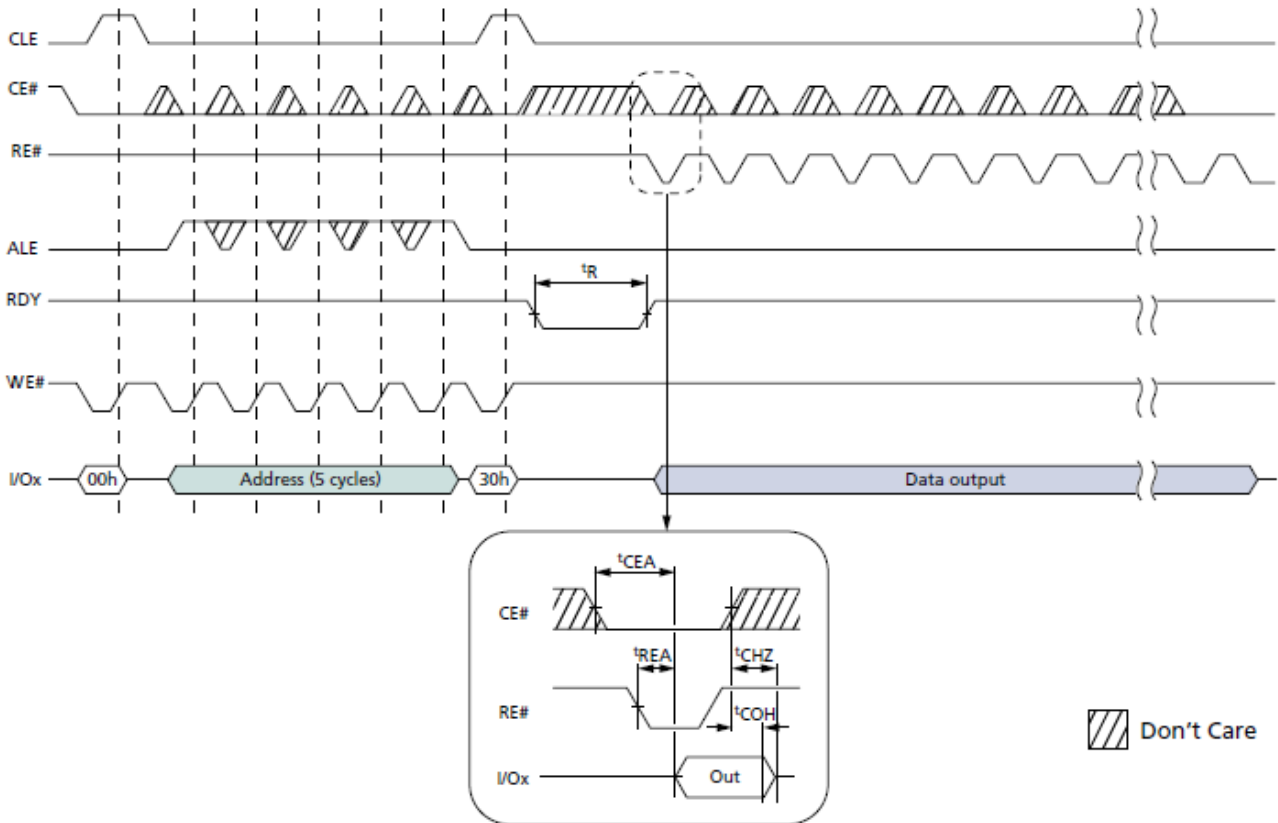 CLE
CE#
RE#
ALE
tR
RDY
WE#
I/Ox 00h Address (5 cycles) 30h Data output
tCEA
CE#
tREA tCHZ
RE# tCOH
Don't Care
I/Ox Out